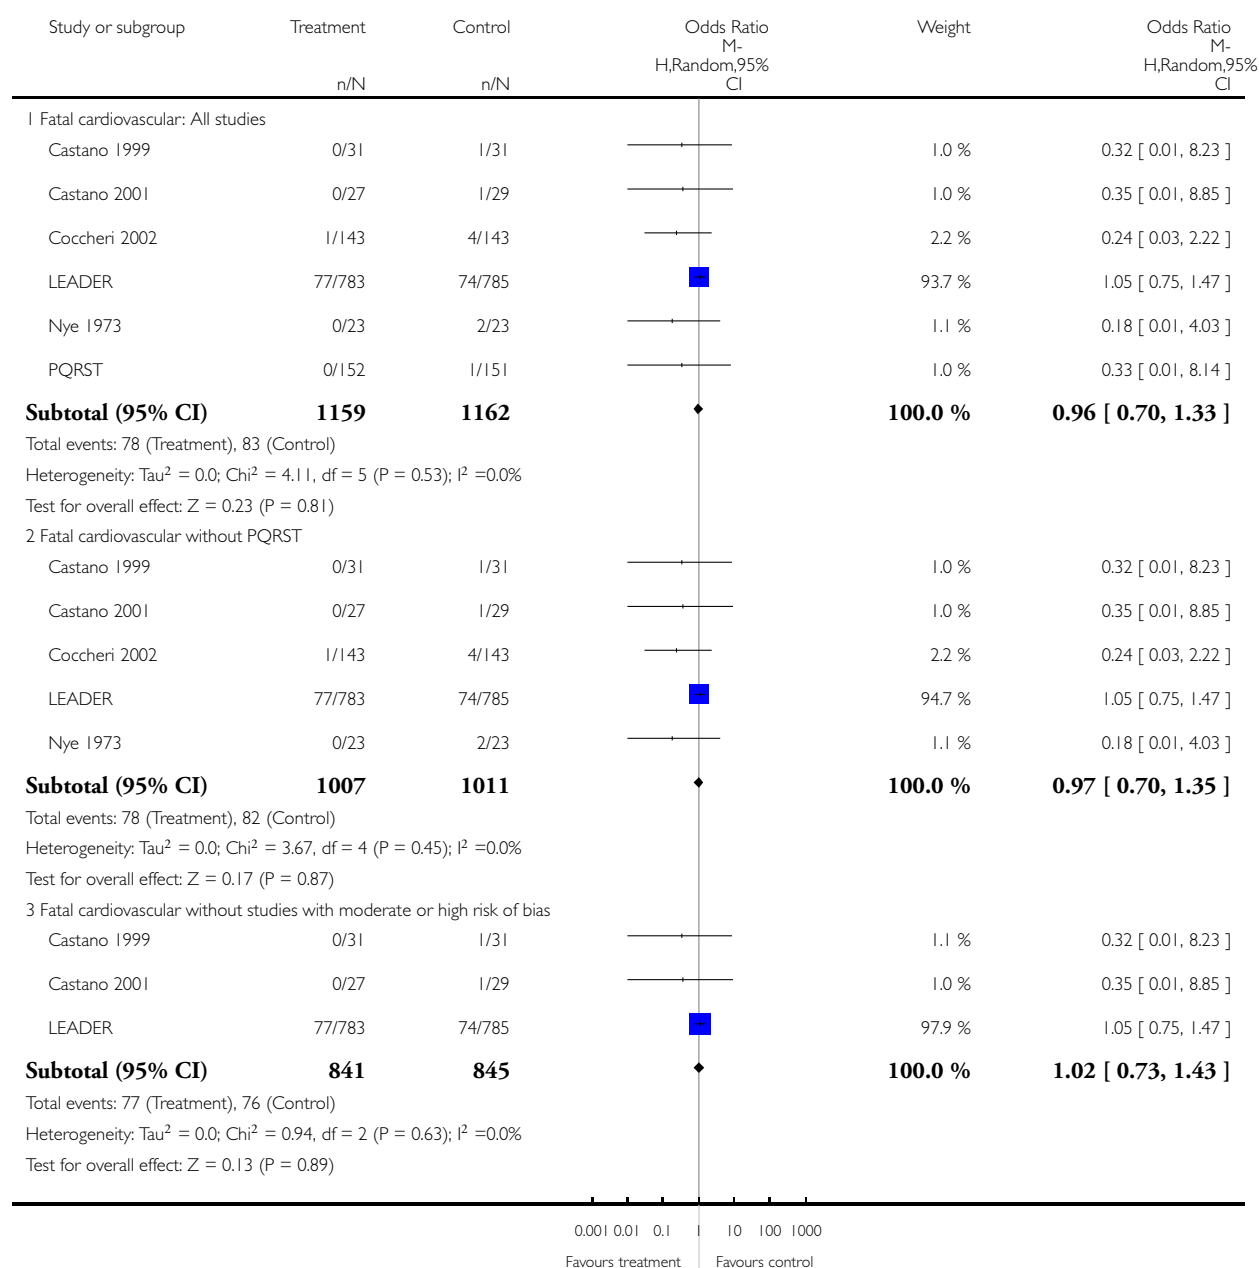 Study or subgroup Treatment Control Odds Ratio Weight Odds Ratio
M- M-
H,Random,95% H,Random,95%
n/N n/N CI CI
1 Fatal cardiovascular: All studies
Castano 1999 0/31 1/31 1.0 % 0.32 [ 0.01, 8.23 ]
Castano 2001 0/27 1/29 1.0 % 0.35 [ 0.01, 8.85 ]
Coccheri 2002 1/143 4/143 2.2 % 0.24 [ 0.03, 2.22 ]
LEADER 77/783 74/785 93.7 % 1.05 [ 0.75, 1.47 ]
Nye 1973 0/23 2/23 1.1 % 0.18 [ 0.01, 4.03 ]
PQRST 0/152 1/151 1.0 % 0.33 [ 0.01, 8.14 ]
Subtotal (95% CI) 1159 1162 100.0 % 0.96 [ 0.70, 1.33 ]
Total events: 78 (Treatment), 83 (Control)
Heterogeneity: Tau² = 0.0; Chi² = 4.11, df = 5 (P = 0.53); I² =0.0%
Test for overall effect: Z = 0.23 (P = 0.81)
2 Fatal cardiovascular without PQRST
Castano 1999 0/31 1/31 1.0 % 0.32 [ 0.01, 8.23 ]
Castano 2001 0/27 1/29 1.0 % 0.35 [ 0.01, 8.85 ]
Coccheri 2002 1/143 4/143 2.2 % 0.24 [ 0.03, 2.22 ]
LEADER 77/783 74/785 94.7 % 1.05 [ 0.75, 1.47 ]
Nye 1973 0/23 2/23 1.1 % 0.18 [ 0.01, 4.03 ]
Subtotal (95% CI) 1007 1011 100.0 % 0.97 [ 0.70, 1.35 ]
Total events: 78 (Treatment), 82 (Control)
Heterogeneity: Tau² = 0.0; Chi² = 3.67, df = 4 (P = 0.45); I² =0.0%
Test for overall effect: Z = 0.17 (P = 0.87)
3 Fatal cardiovascular without studies with moderate or high risk of bias
Castano 1999 0/31 1/31 1.1 % 0.32 [ 0.01, 8.23 ]
Castano 2001 0/27 1/29 1.0 % 0.35 [ 0.01, 8.85 ]
LEADER 77/783 74/785 97.9 % 1.05 [ 0.75, 1.47 ]
Subtotal (95% CI) 841 845 100.0 % 1.02 [ 0.73, 1.43 ]
Total events: 77 (Treatment), 76 (Control)
Heterogeneity: Tau² = 0.0; Chi² = 0.94, df = 2 (P = 0.63); I² =0.0%
Test for overall effect: Z = 0.13 (P = 0.89)
0.001 0.01 0.1 1 10 100 1000
Favours treatment Favours control